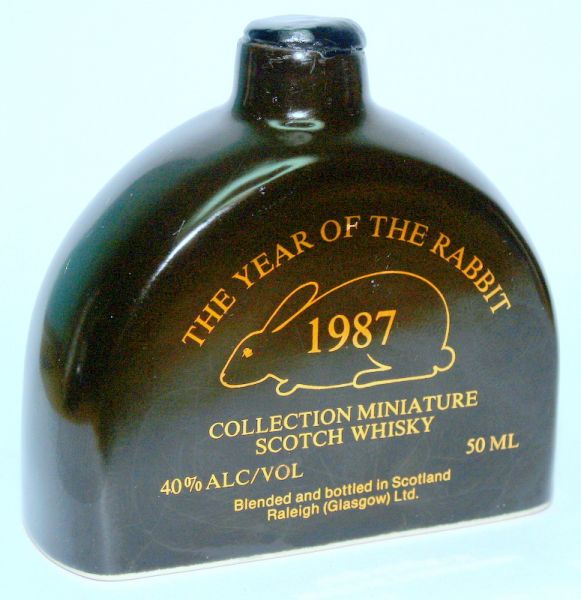 THE YEAR OF THE RABBIT
1987
COLLECTION MINIATURE
SCOTCH WHISKY
40% ALC/VOL
50 ML
Blended and bottled in Scotland
Raleigh (Glasgow) Ltd.